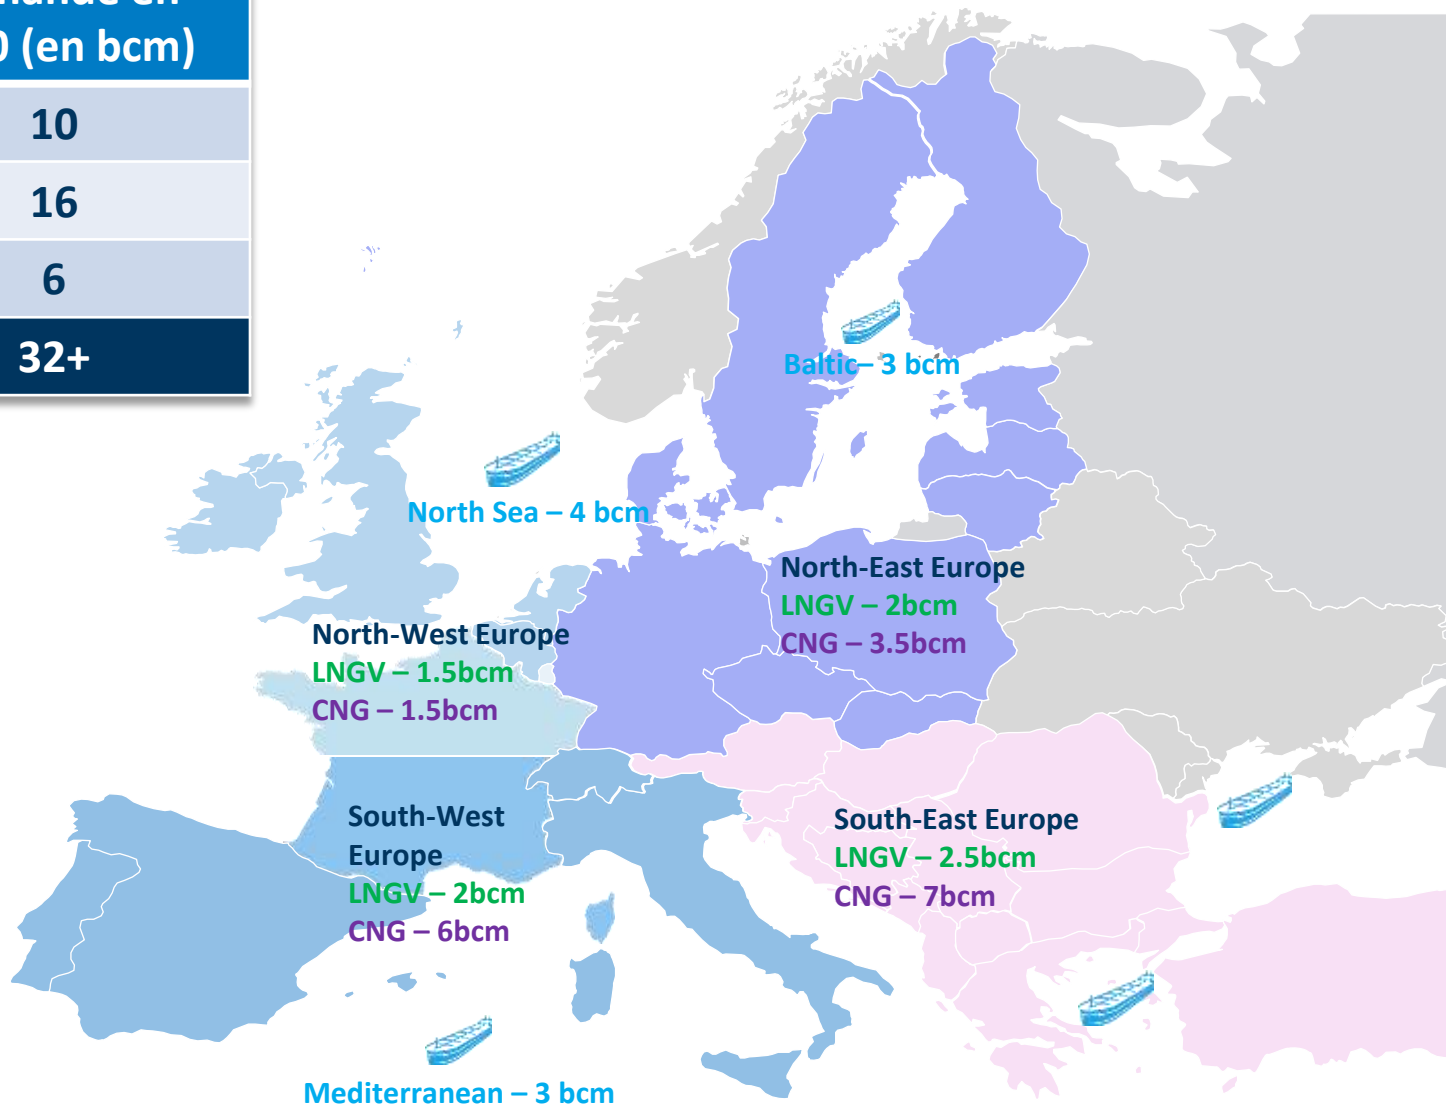 0 (en bcm)
10
16
6
32+
Baltic– 3 bcm
North Sea – 4 bcm
North-East Europe
LNGV – 2bcm
CNG – 3.5bcm
North-West Europe
LNGV – 1.5bcm
CNG – 1.5bcm
South-West
Europe
LNGV – 2bcm
CNG – 6bcm
South-East Europe
LNGV – 2.5bcm
CNG – 7bcm
Mediterranean – 3 bcm